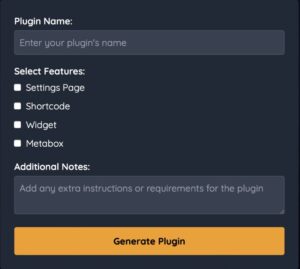 Plugin Name:
Enter your plugin's name
Select Features:
Settings Page
Shortcode
Widget
Metabox
Additional Notes:
Add any extra instructions or requirements for the plugin
Generate Plugin